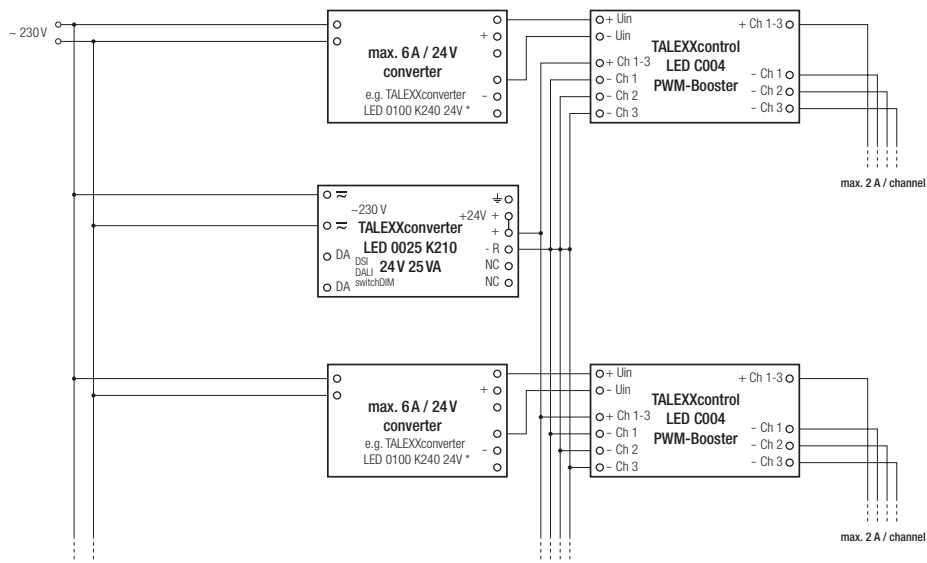 ~ 230 V
max. 6 A / 24 V
converter
e.g. TALEXXconverter
LED 0100 K240 24V *
+
-
+ Uin
- Uin
+ Ch 1-3
- Ch 1
- Ch 2
- Ch 3
TALEXXcontrol
LED C004
PWM-Booster
+ Ch 1-3
- Ch 1
- Ch 2
- Ch 3
max. 2 A / channel
~230 V
TALEXXconverter
LED 0025 K210
24 V 25 VA
DA
DSI
DALI
switchDIM
DA
+24V +
+
- R
NC
NC
max. 6 A / 24 V
converter
e.g. TALEXXconverter
LED 0100 K240 24V *
+
-
+ Uin
- Uin
+ Ch 1-3
- Ch 1
- Ch 2
- Ch 3
TALEXXcontrol
LED C004
PWM-Booster
+ Ch 1-3
- Ch 1
- Ch 2
- Ch 3
max. 2 A / channel